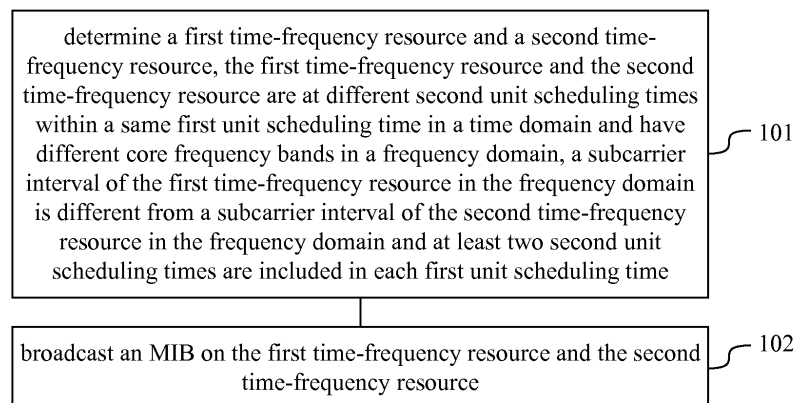 determine a first time-frequency resource and a second time-
frequency resource, the first time-frequency resource and the second
time-frequency resource are at different second unit scheduling times
within a same first unit scheduling time in a time domain and have
different core frequency bands in a frequency domain, a subcarrier
interval of the first time-frequency resource in the frequency domain
is different from a subcarrier interval of the second time-frequency
resource in the frequency domain and at least two second unit
scheduling times are included in each first unit scheduling time
101
broadcast an MIB on the first time-frequency resource and the second
time-frequency resource
102